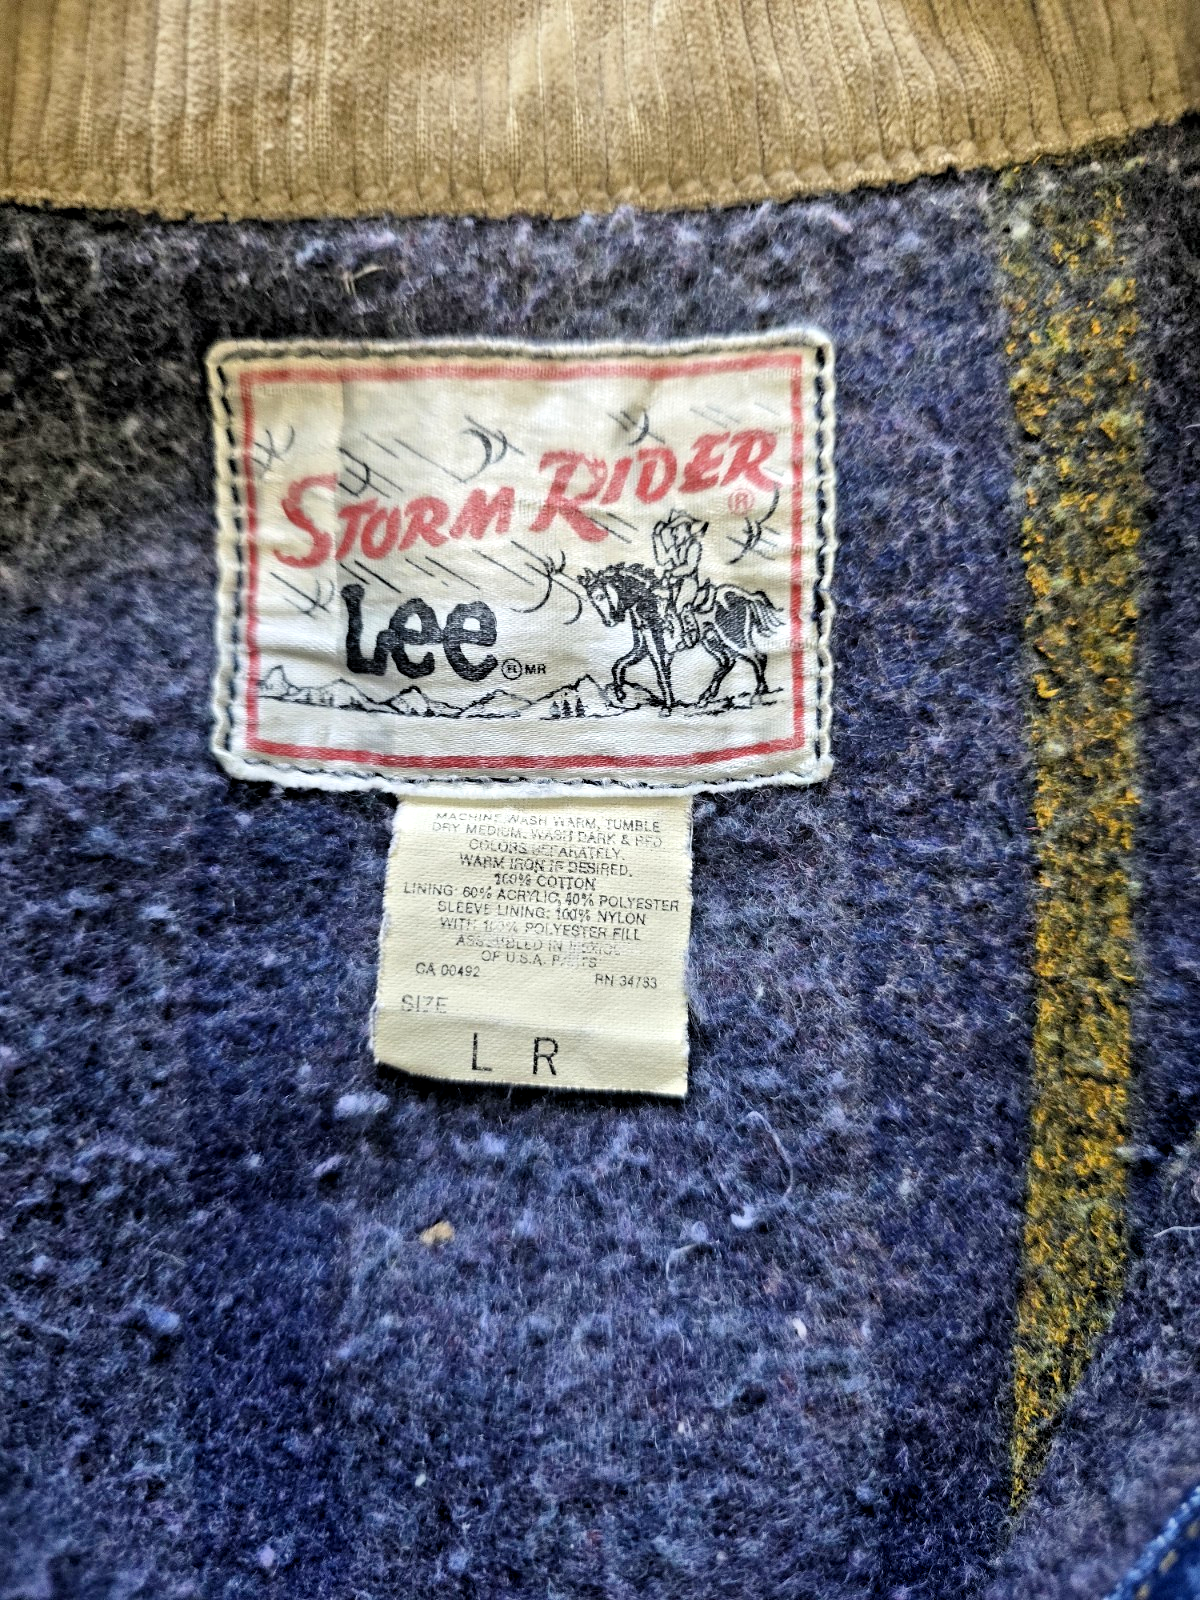 STORM RIDER ®
Lee ® MR
MACHINE WASH WARM, TUMBLE
DRY MEDIUM. WASH DARK & RED
COLORS SEPARATELY.
WARM IRON IF DESIRED.
100% COTTON
LINING: 60% ACRYLIC, 40% POLYESTER
SLEEVE LINING: 100% NYLON
WITH 100% POLYESTER FILL
ASSEMBLED IN MEXICO
OF U.S.A. PARTS
CA 00492 RN 34783
SIZE
L R